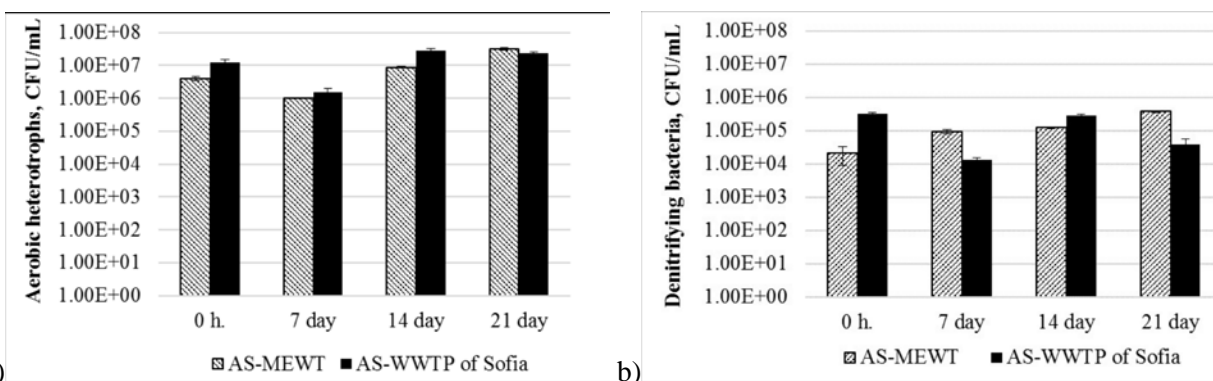 Aerobic heterotrophs, CFU/mL
1.00E+08
1.00E+07
1.00E+06
1.00E+05
1.00E+04
1.00E+03
1.00E+02
1.00E+01
1.00E+00
0 h. 7 day 14 day 21 day
AS-MEWT AS-WWTP of Sofia
)
b)
Denitrifying bacteria, CFU/mL
1.00E+08
1.00E+07
1.00E+06
1.00E+05
1.00E+04
1.00E+03
1.00E+02
1.00E+01
1.00E+00
0 h. 7 day 14 day 21 day
AS-MEWT AS-WWTP of Sofia